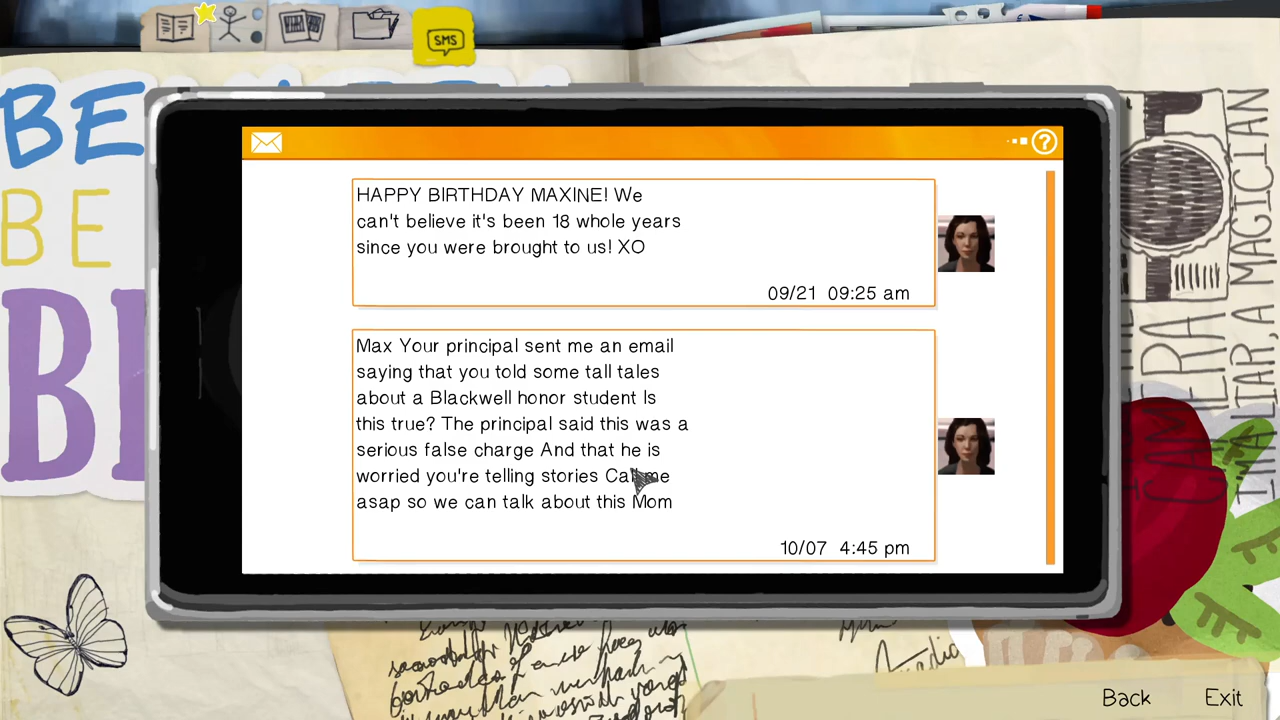 SMS
?
BE
BE
HAPPY BIRTHDAY MAXINE! We
can't believe it's been 18 whole years
since you were brought to us! XO
09/21 09:25 am
Max Your principal sent me an email
saying that you told some tall tales
about a Blackwell honor student Is
this true? The principal said this was a
serious false charge And that he is
worried you're telling stories Call me
asap so we can talk about this Mom
10/07 4:45 pm
I'M A LIAR, A MAGICIAN
Back
Exit